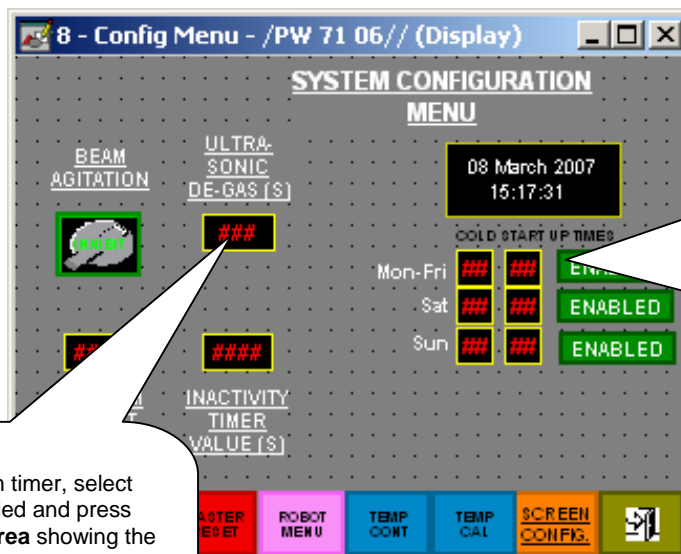 8 - Config Menu - /PW 71 06// (Display)
SYSTEM CONFIGURATION
MENU
BEAM
AGITATION
ULTRA-
SONIC
DE-GAS (S)
08 March 2007
15:17:31
INHIBIT
###
COLD START UP TIMES
Mon-Fri ## ##
Sat ## ## ENABLED
Sun ## ## ENABLED
####
INACTIVITY
TIMER
VALUE (S)
timer, select
and press
area showing the
ROBOT
MENU
TEMP
CONT
TEMP
CAL
SCREEN
CONFIG.